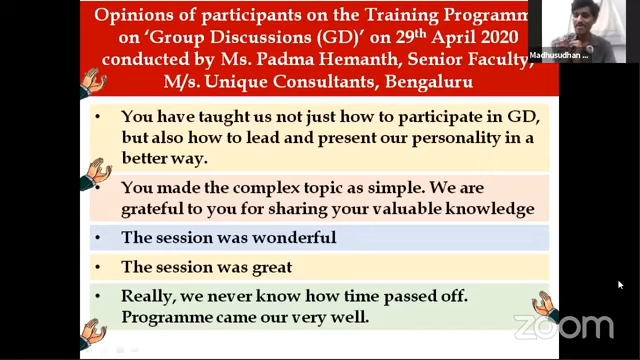 Opinions of participants on the Training Programme
on ‘Group Discussions (GD)’ on 29th April 2020
conducted by Ms. Padma Hemanth, Senior Faculty,
M/s. Unique Consultants, Bengaluru
Madhusudhan ...
• You have taught us not just how to participate in GD,
but also how to lead and present our personality in a
better way.
• You made the complex topic as simple. We are
grateful to you for sharing your valuable knowledge
• The session was wonderful
• The session was great
• Really, we never know how time passed off.
Programme came our very well.
zoom